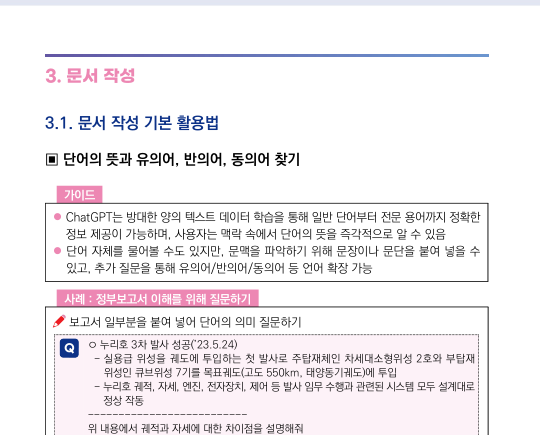 3. 문서 작성
3.1. 문서 작성 기본 활용법
▣ 단어의 뜻과 유의어, 반의어, 동의어 찾기
가이드
● ChatGPT는 방대한 양의 텍스트 데이터 학습을 통해 일반 단어부터 전문 용어까지 정확한
정보 제공이 가능하며, 사용자는 맥락 속에서 단어의 뜻을 즉각적으로 알 수 있음
● 단어 자체를 물어볼 수도 있지만, 문맥을 파악하기 위해 문장이나 문단을 붙여 넣을 수
있고, 추가 질문을 통해 유의어/반의어/동의어 등 언어 확장 가능
사례 : 정부보고서 이해를 위해 질문하기
보고서 일부분을 붙여 넣어 단어의 의미 질문하기
Q
ㅇ 누리호 3차 발사 성공('23.5.24)
- 실용급 위성을 궤도에 투입하는 첫 발사로 주탑재체인 차세대소형위성 2호와 부탑재
위성인 큐브위성 7기를 목표궤도(고도 550km, 태양동기궤도)에 투입
- 누리호 궤적, 자세, 엔진, 전자장치, 제어 등 발사 임무 수행과 관련된 시스템 모두 설계대로
정상 작동
--------------------------
위 내용에서 궤적과 자세에 대한 차이점을 설명해줘